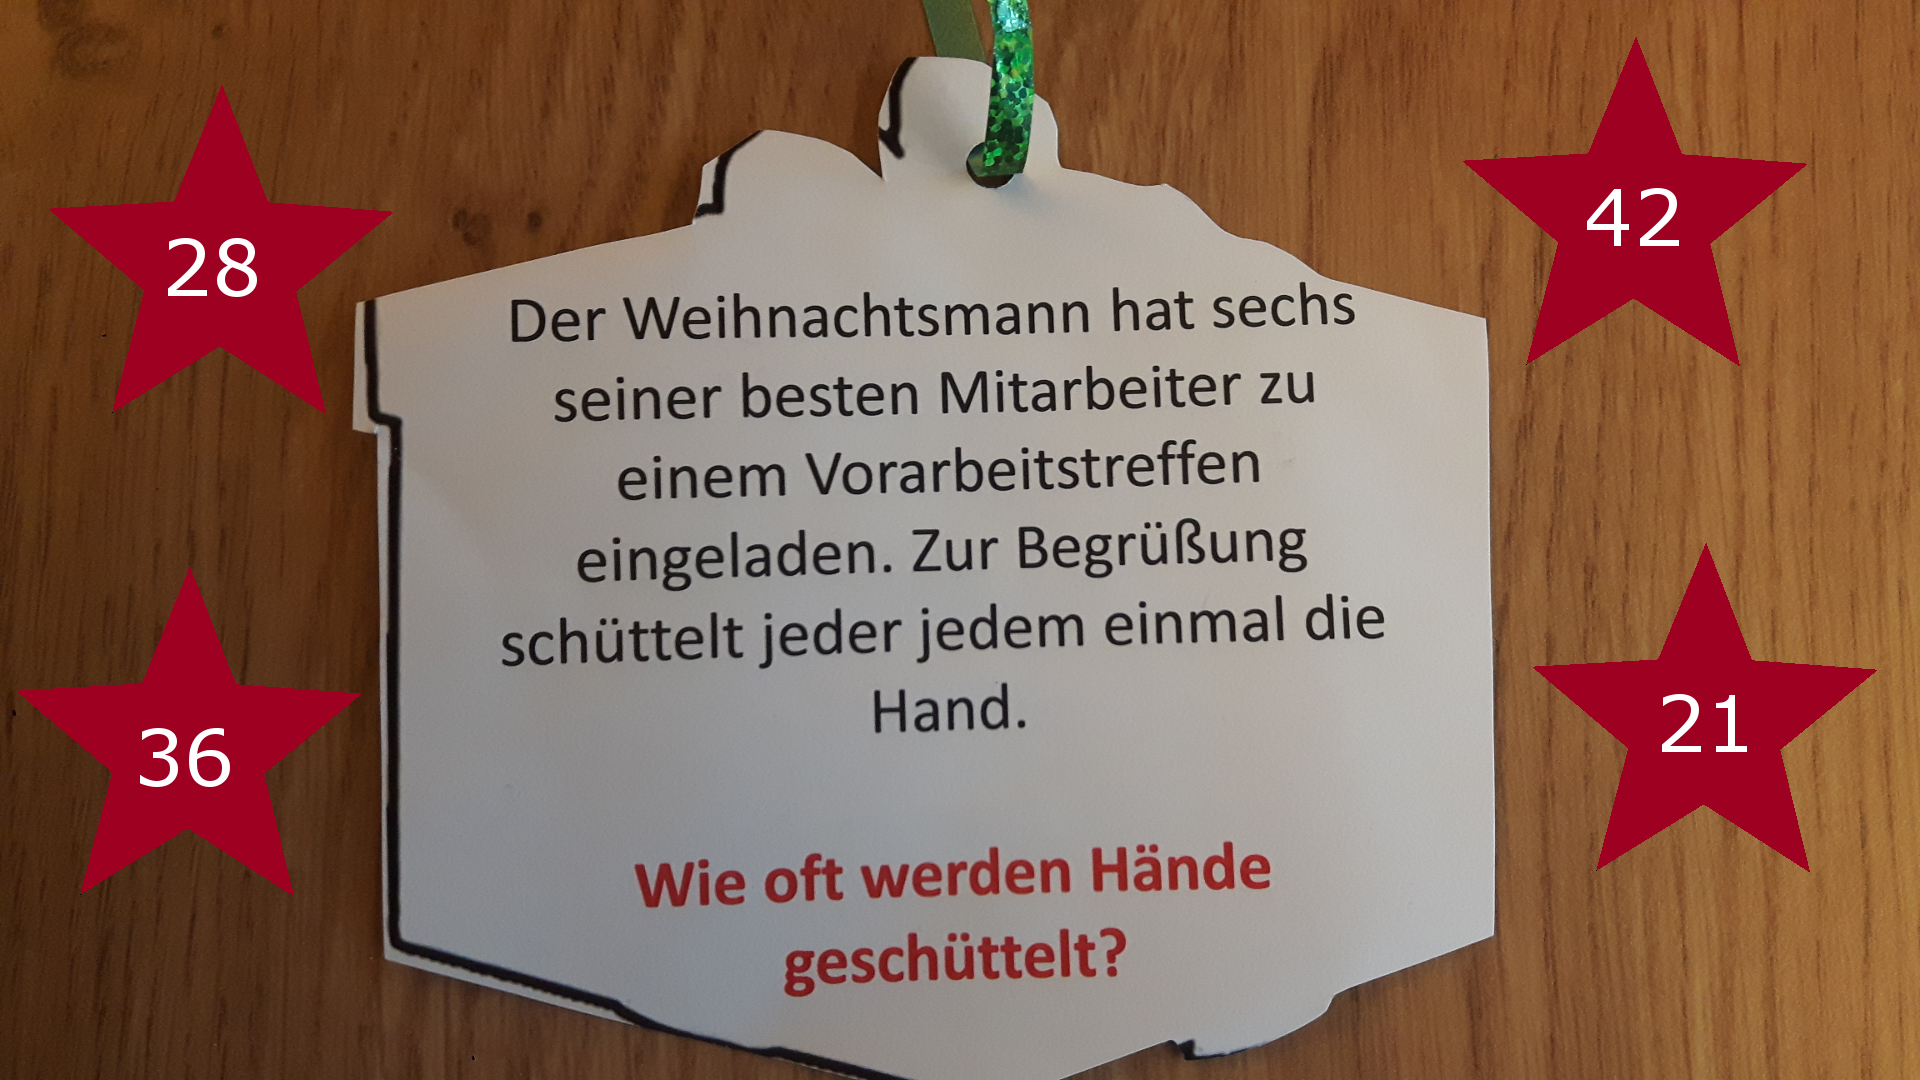 28
42
Der Weihnachtsmann hat sechs
seiner besten Mitarbeiter zu
einem Vorarbeitstreffen
eingeladen. Zur Begrüßung
schüttelt jeder jedem einmal die
Hand.
36
21
Wie oft werden Hände
geschüttelt?